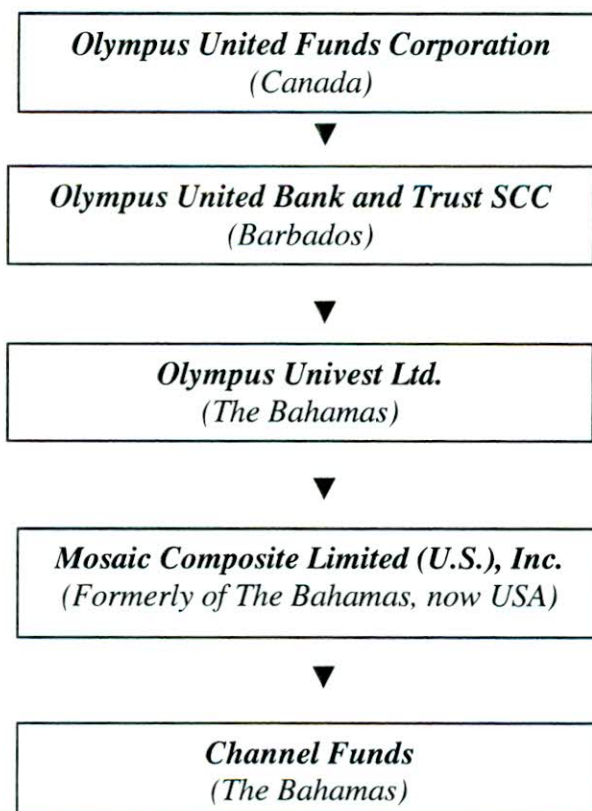 Olympus United Funds Corporation
(Canada)
Olympus United Bank and Trust SCC
(Barbados)
Olympus Univest Ltd.
(The Bahamas)
Mosaic Composite Limited (U.S.), Inc.
(Formerly of The Bahamas, now USA)
Channel Funds
(The Bahamas)